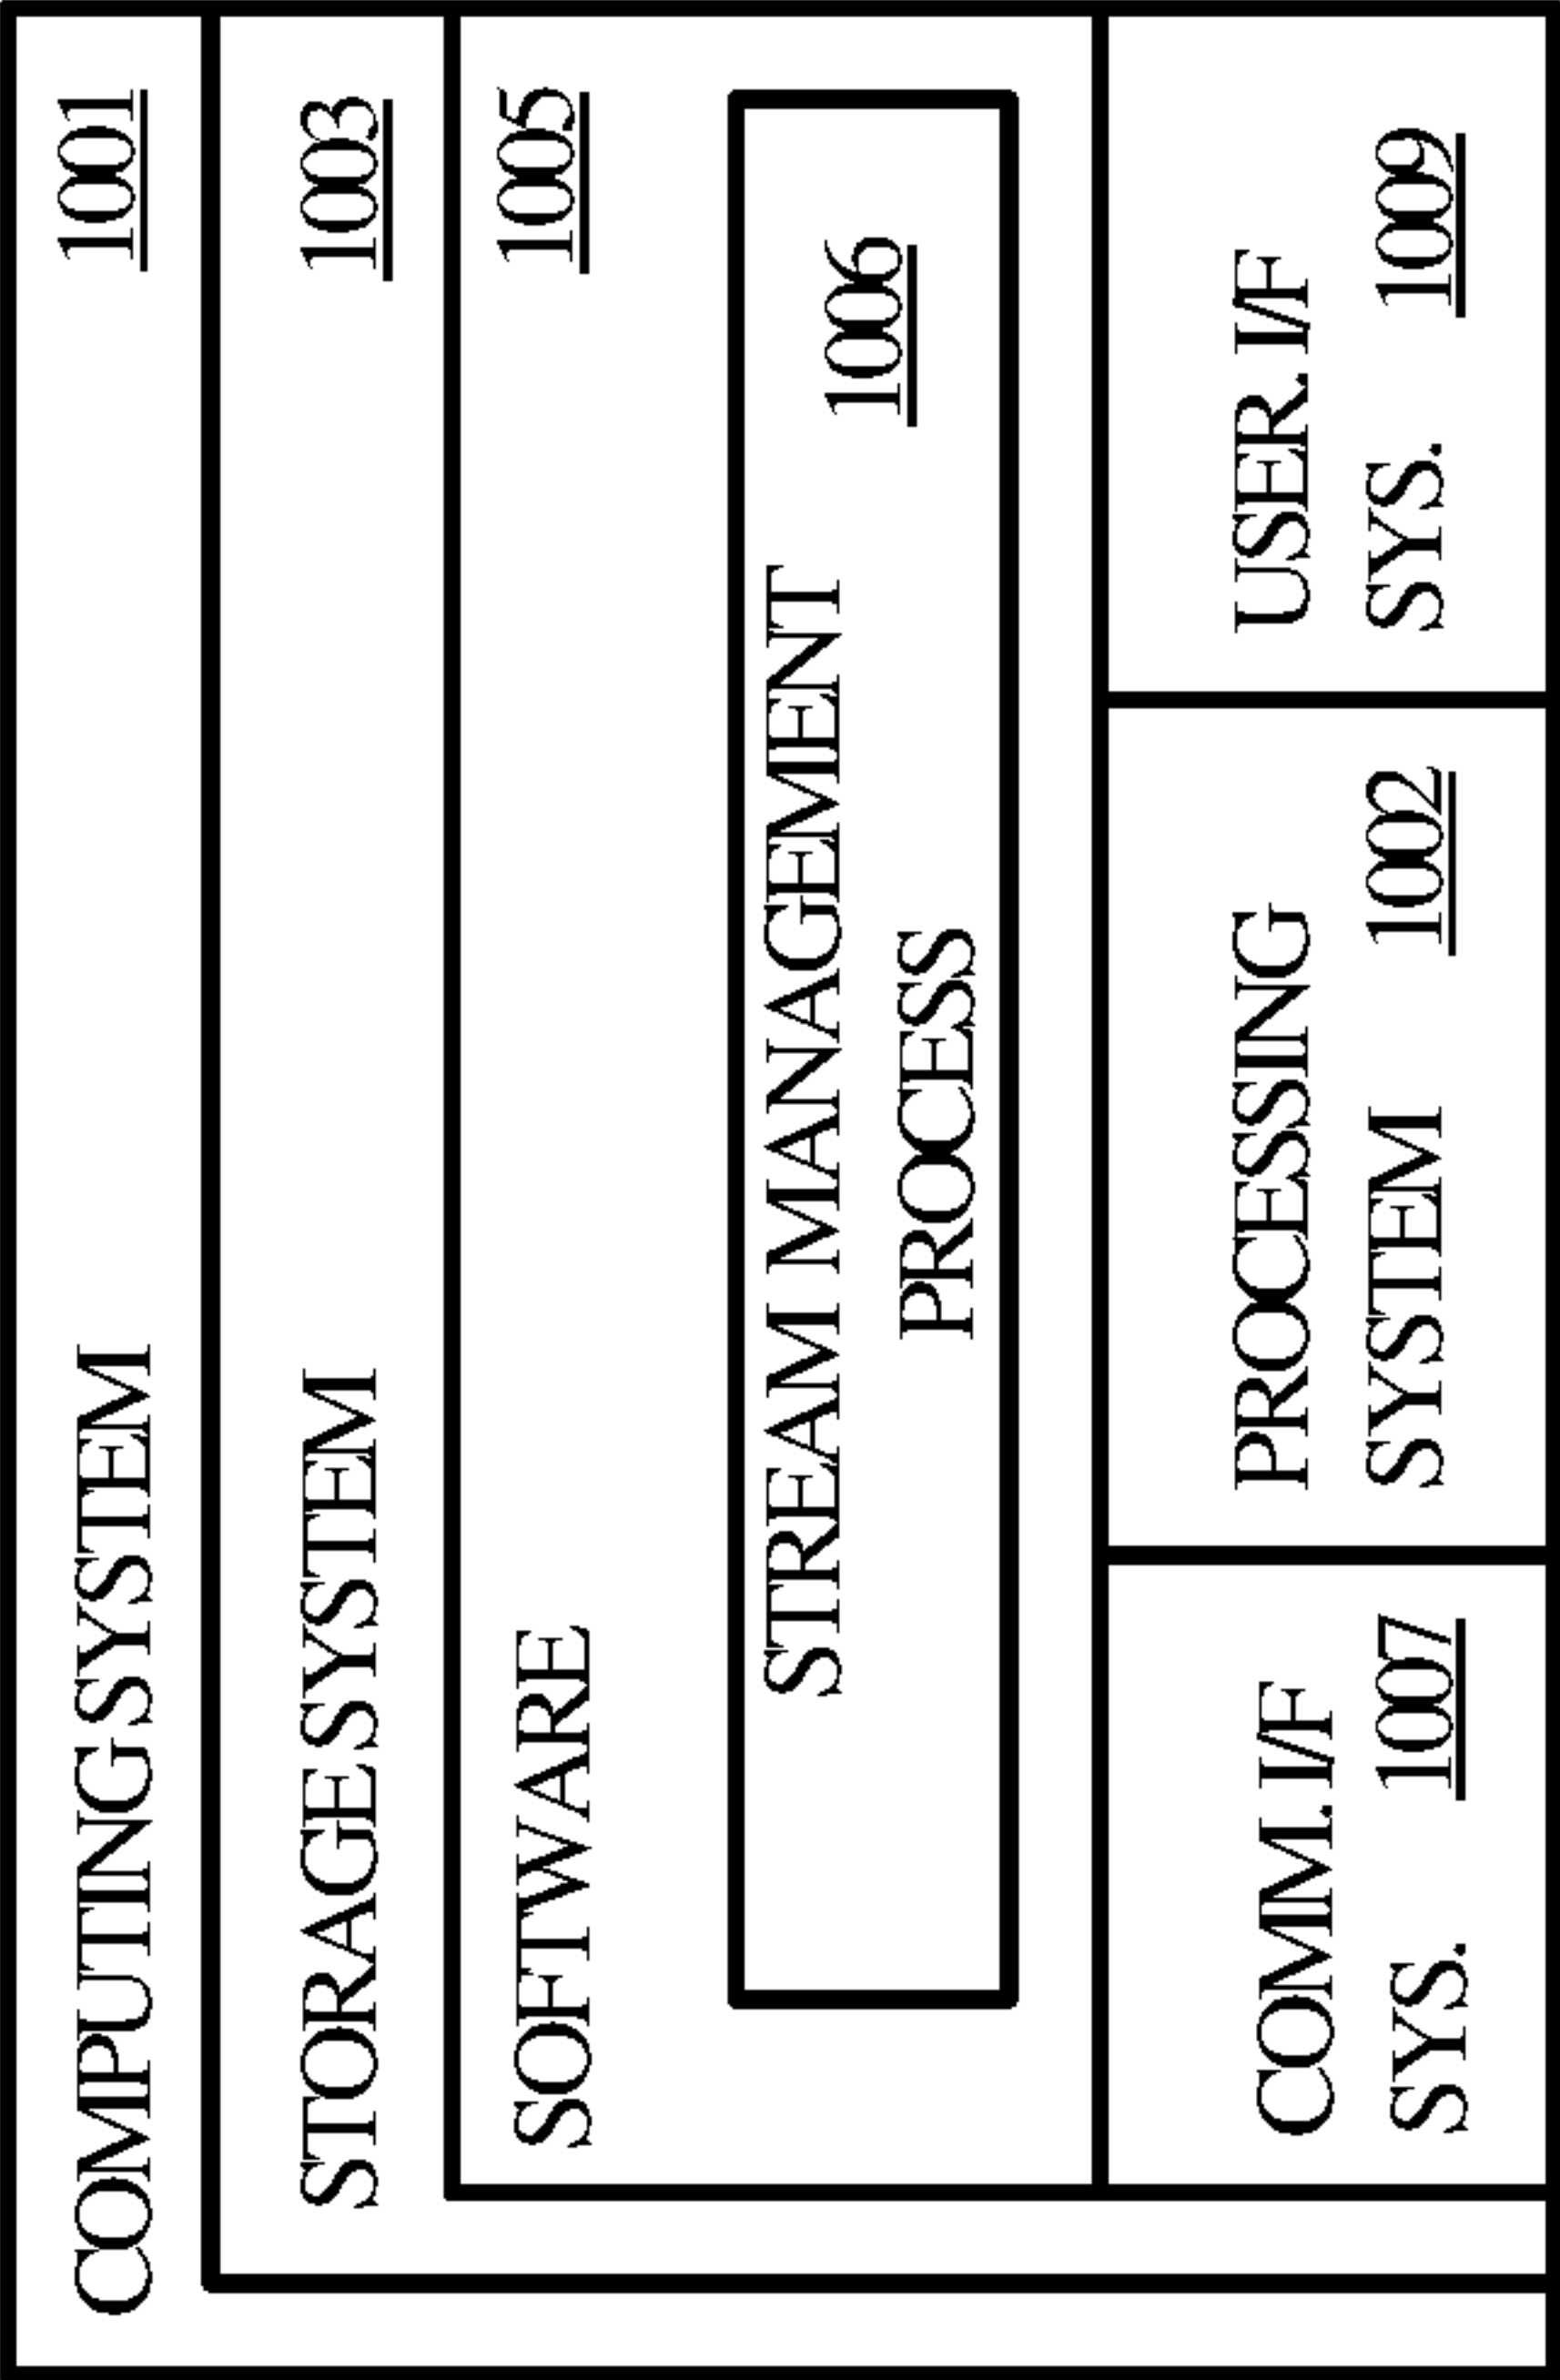 COMPUTING SYSTEM 1001
STORAGE SYSTEM 1003
SOFTWARE 1005
STREAM MANAGEMENT
PROCESS
1006
COMM. I/F
SYS.
1007
PROCESSING
SYSTEM 1002
USER. I/F
SYS.
1009